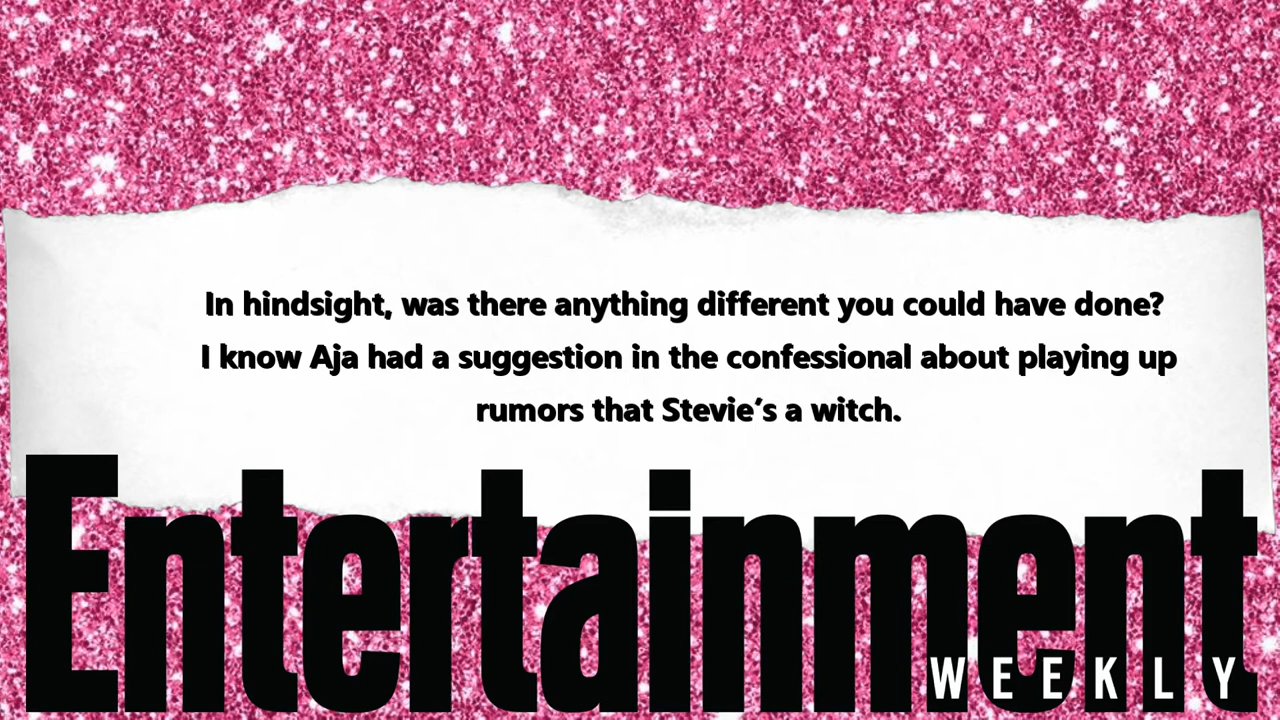 In hindsight, was there anything different you could have done?
I know Aja had a suggestion in the confessional about playing up
rumors that Stevie's a witch.
Entertainment
WEEKLY